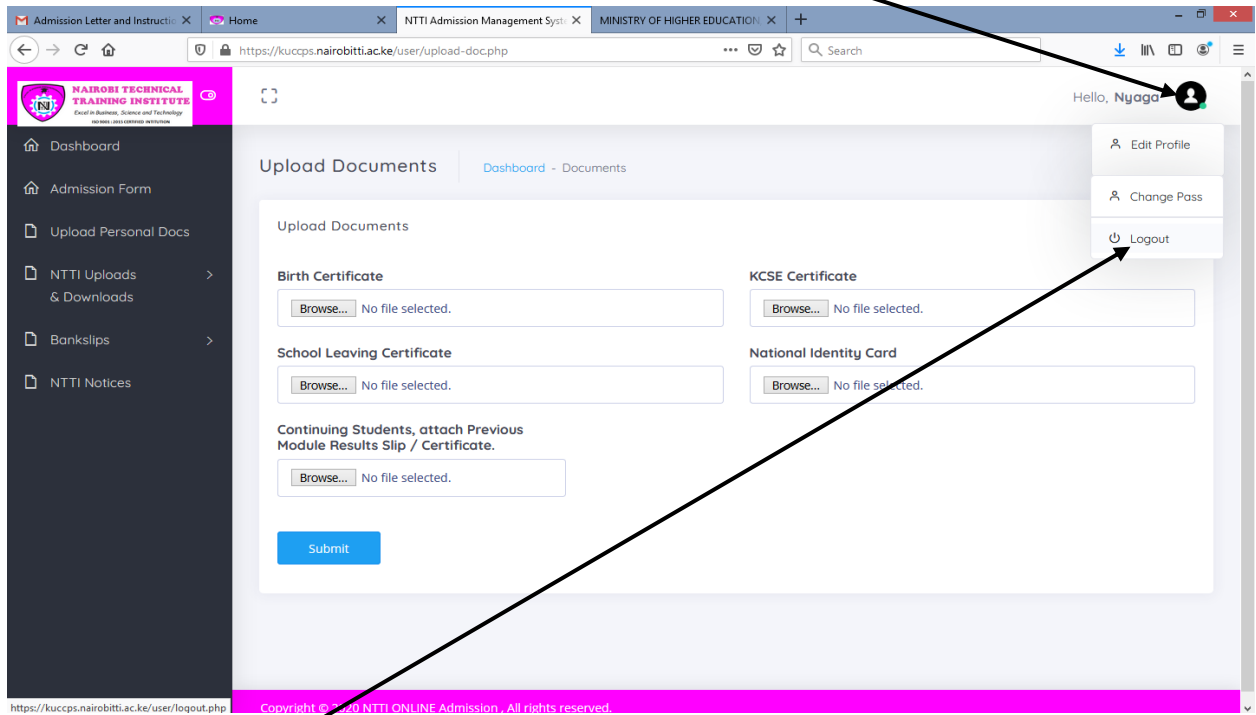 Admission Letter and Instructio
Home
NTTI Admission Management Syst
MINISTRY OF HIGHER EDUCATION,
https://kuccps.nairobitti.ac.ke/user/upload-doc.php
Search
NAIROBI TECHNICAL
TRAINING INSTITUTE
Excel in Business, Science and Technology
Hello, Nyaga
Edit Profile
Change Pass
Logout
Dashboard
Admission Form
Upload Personal Docs
NTTI Uploads
& Downloads
Bankslips
NTTI Notices
Upload Documents
Dashboard - Documents
Upload Documents
Birth Certificate
Browse... No file selected.
KCSE Certificate
Browse... No file selected.
School Leaving Certificate
Browse... No file selected.
National Identity Card
Browse... No file selected.
Continuing Students, attach Previous
Module Results Slip / Certificate.
Browse... No file selected.
Submit
https://kuccps.nairobitti.ac.ke/user/logout.php
Copyright © 2020 NTTI ONLINE Admission , All rights reserved.